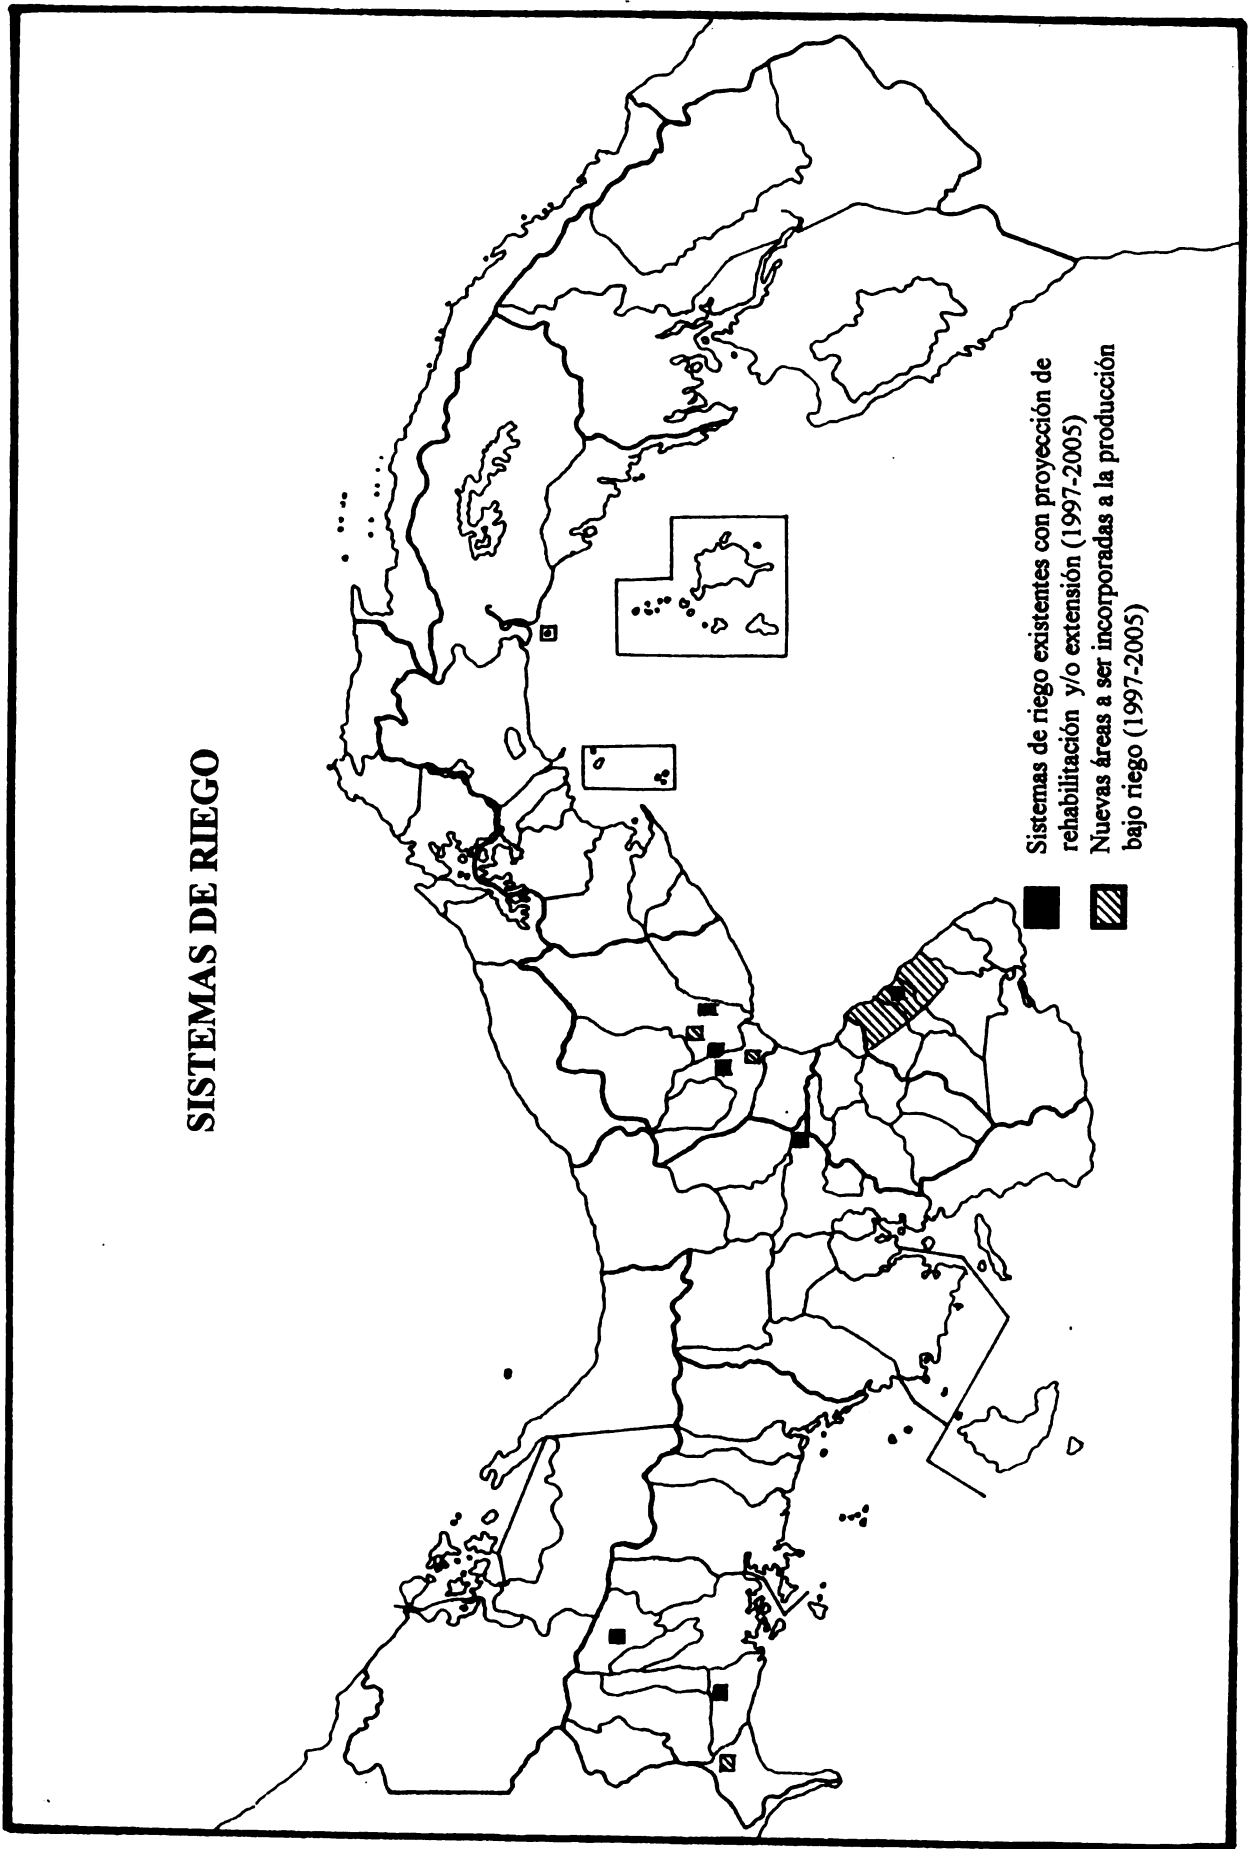 SISTEMAS DE RIEGO
Sistemas de riego existentes con proyección de
rehabilitación y/o extensión (1997-2005)
Nuevas áreas a ser incorporadas a la producción
bajo riego (1997-2005)